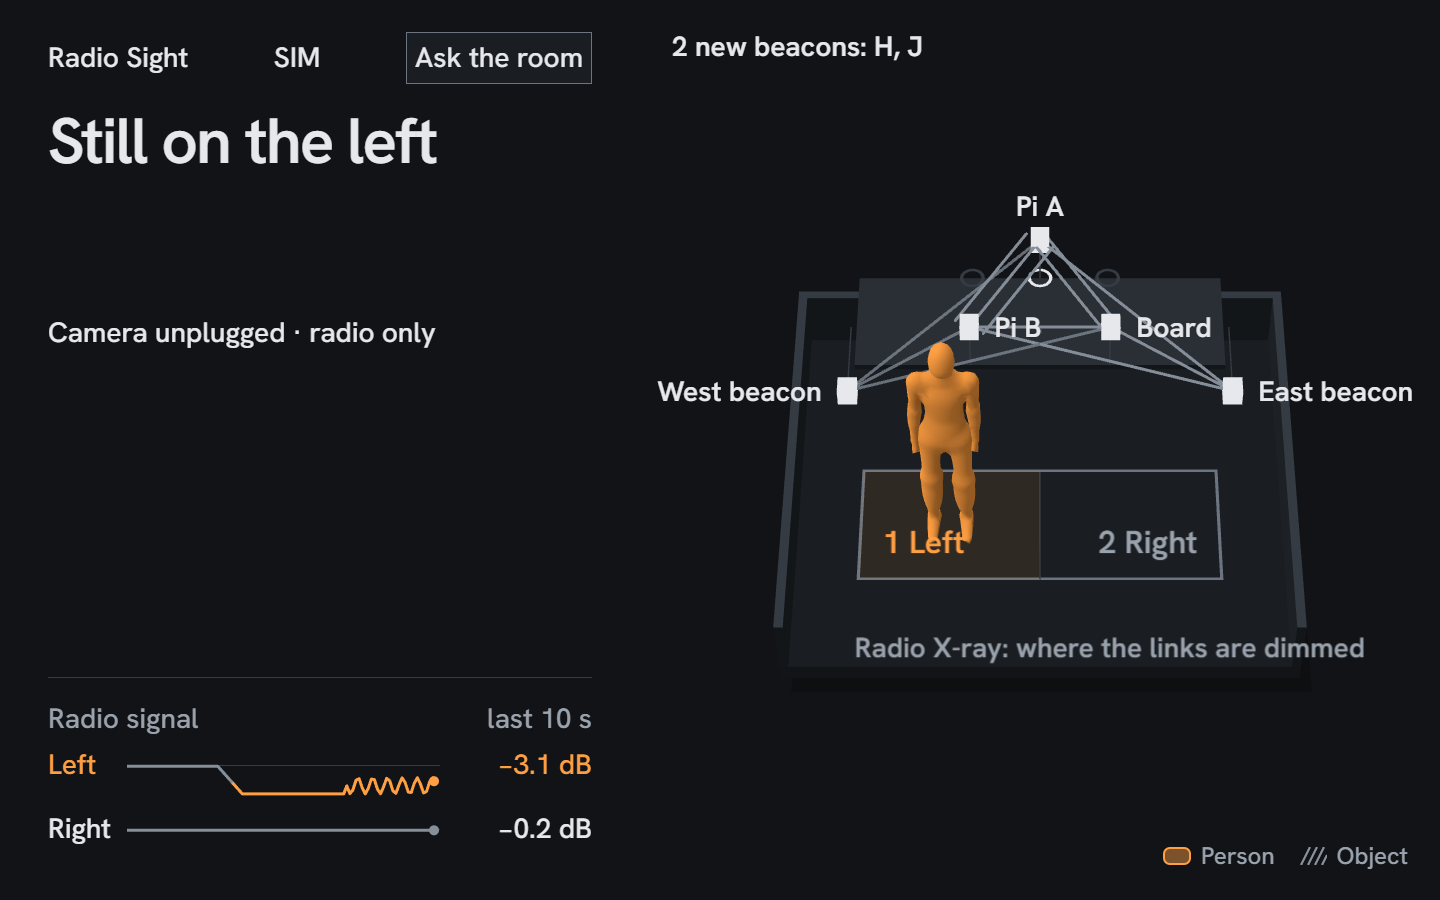 Radio Sight
SIM
Ask the room
2 new beacons: H, J
Still on the left
Camera unplugged · radio only
Pi A
Pi B
Board
West beacon
East beacon
1 Left
2 Right
Radio X-ray: where the links are dimmed
Radio signal
last 10 s
Left
−3.1 dB
Right
−0.2 dB
Person
Object